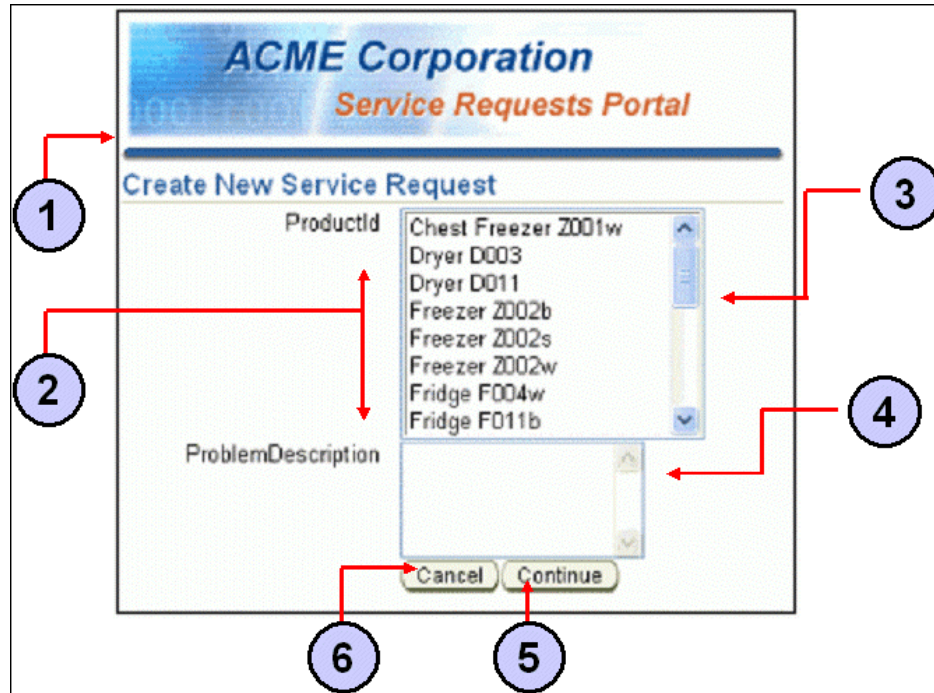 ACME Corporation
Service Requests Portal
1
Create New Service Request
3
ProductId
Chest Freezer Z001w
Dryer D003
Dryer D011
Freezer Z002b
Freezer Z002s
Freezer Z002w
Fridge F004w
Fridge F011b
2
4
ProblemDescription
Cancel
Continue
6
5